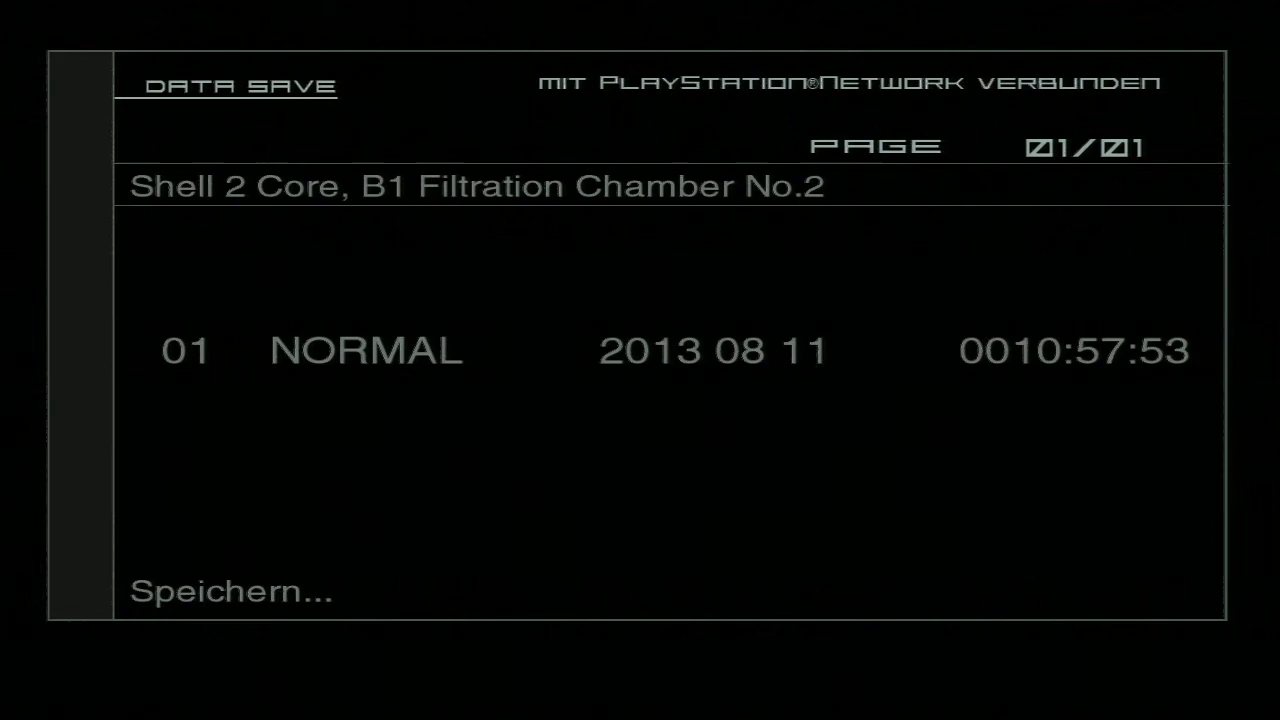 DATA SAVE
MIT PLAYSTATION®NETWORK VERBUNDEN
PAGE 01/01
Shell 2 Core, B1 Filtration Chamber No.2
01 NORMAL 2013 08 11 0010:57:53
Speichern...